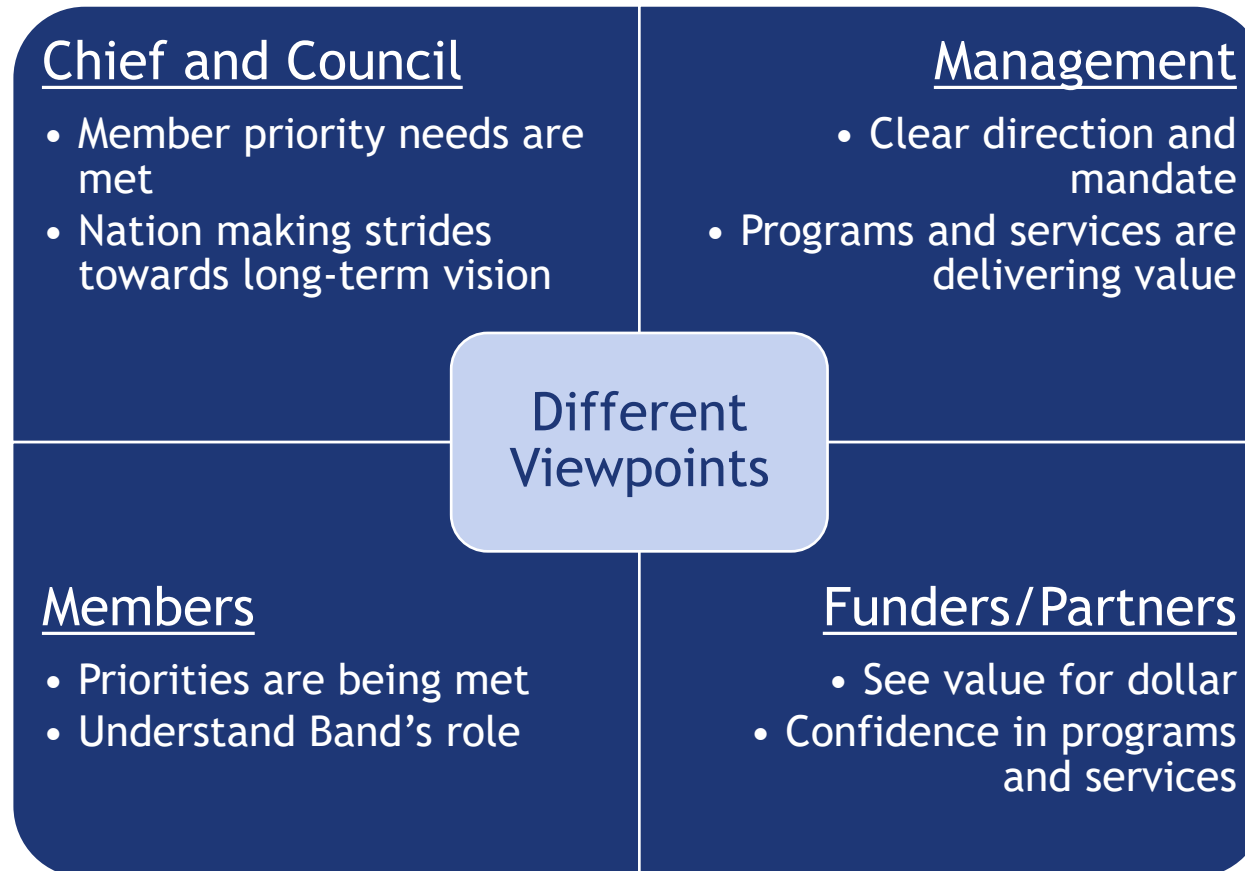 Chief and Council
• Member priority needs are
met
• Nation making strides
towards long-term vision
Management
• Clear direction and
mandate
• Programs and services are
delivering value
Different
Viewpoints
Members
• Priorities are being met
• Understand Band’s role
Funders/Partners
• See value for dollar
• Confidence in programs
and services